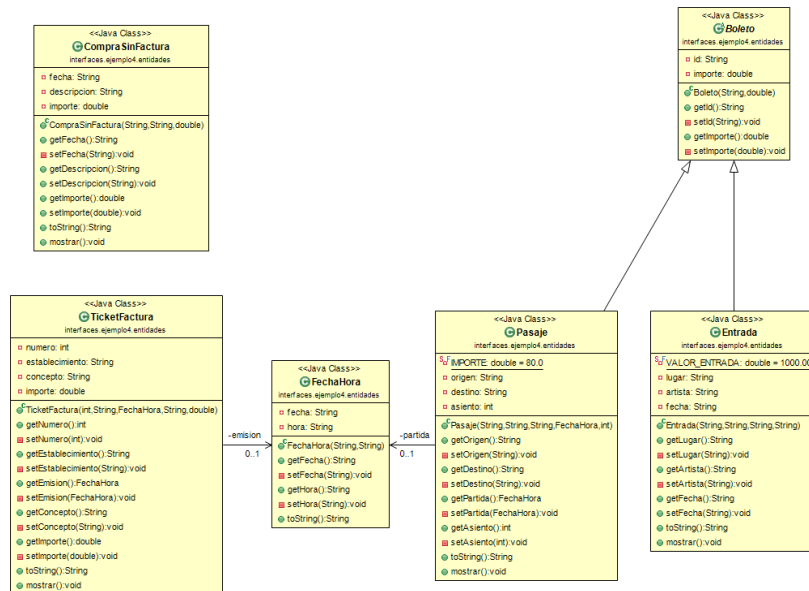 <<Java Class>>
CompraSinFactura
interfaces.ejemplo4.entidades
fecha: String
descripcion: String
importe: double
CompraSinFactura(String,String,double)
getFecha():String
setFecha(String):void
getDescripcion():String
setDescripcion(String):void
getImporte():double
setImporte(double):void
toString():String
mostrar():void
<<Java Class>>
Boleto
interfaces.ejemplo4.entidades
id: String
importe: double
Boleto(String,double)
getId():String
setId(String):void
getImporte():double
setImporte(double):void
<<Java Class>>
TicketFactura
interfaces.ejemplo4.entidades
numero: int
establecimiento: String
concepto: String
importe: double
TicketFactura(int,String,FechaHora,String,double)
getNumero():int
setNumero(int):void
getEstablecimiento():String
setEstablecimiento(String):void
getEmision():FechaHora
setEmision(FechaHora):void
getConcepto():String
setConcepto(String):void
getImporte():double
setImporte(double):void
toString():String
mostrar():void
-emision
0..1
<<Java Class>>
FechaHora
interfaces.ejemplo4.entidades
fecha: String
hora: String
FechaHora(String,String)
getFecha():String
setFecha(String):void
getHora():String
setHora(String):void
toString():String
-partida
0..1
<<Java Class>>
Pasaje
interfaces.ejemplo4.entidades
IMPORTE: double = 80.0
origen: String
destino: String
asiento: int
Pasaje(String,String,String,FechaHora,int)
getOrigen():String
setOrigen(String):void
getDestino():String
setDestino(String):void
getPartida():FechaHora
setPartida(FechaHora):void
getAsiento():int
setAsiento(int):void
toString():String
mostrar():void
<<Java Class>>
Entrada
interfaces.ejemplo4.entidades
VALOR_ENTRADA: double = 1000.00
lugar: String
artista: String
fecha: String
Entrada(String,String,String,String)
getLugar():String
setLugar(String):void
getArtista():String
setArtista(String):void
getFecha():String
setFecha(String):void
toString():String
mostrar():void